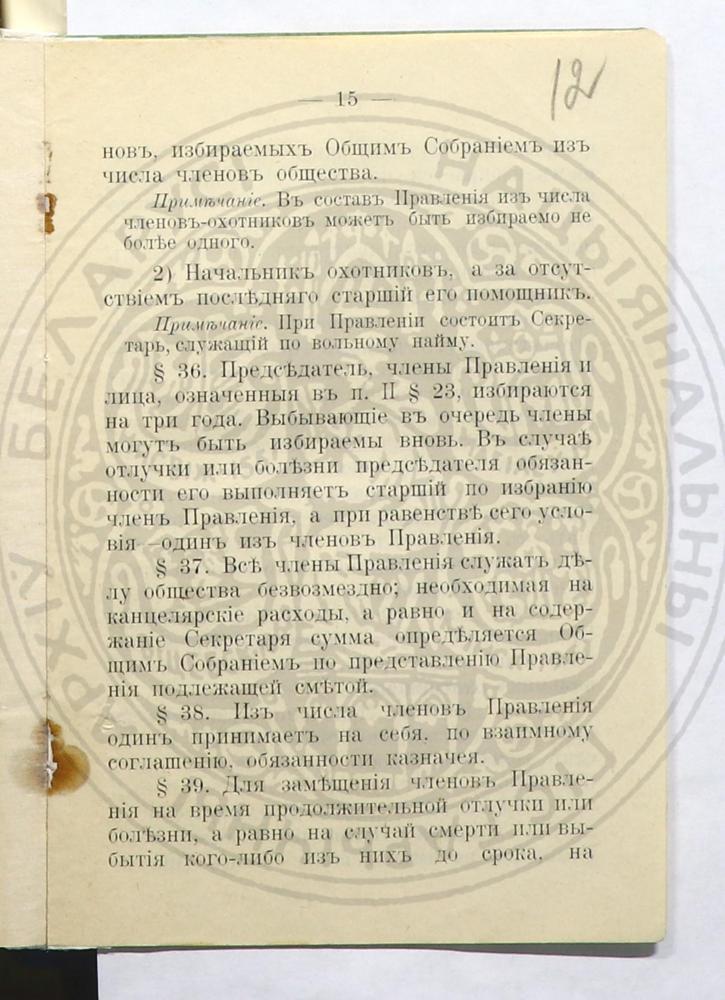 — 15 —
12
новъ, избираемыхъ Общимъ Собраніемъ изъ
числа членовъ общества.
Примѣчаніе. Въ составъ Правленія изъ числа
членовъ-охотниковъ можетъ быть избираемо не
болѣе одного.
2) Начальникъ охотниковъ, а за отсут-
ствіемъ послѣдняго старшій его помощникъ.
Примѣчаніе. При Правленіи состоитъ Секре-
тарь, служащій по вольному найму.
§ 36. Предсѣдатель, члены Правленія и
лица, означенныя въ п. II § 23, избираются
на три года. Выбывающіе въ очередь члены
могутъ быть избираемы вновь. Въ случаѣ
отлучки или болѣзни предсѣдателя обязан-
ности его выполняетъ старшій по избранію
членъ Правленія, а при равенствѣ сего усло-
вія —одинъ изъ членовъ Правленія.
§ 37. Всѣ члены Правленія служатъ дѣ-
лу общества безвозмездно; необходимая на
канцелярскіе расходы, а равно и на содер-
жаніе Секретаря сумма опредѣляется Об-
щимъ Собраніемъ по представленію Правле-
нія подлежащей смѣтой.
§ 38. Изъ числа членовъ Правленія
одинъ принимаетъ на себя, по взаимному
соглашенію, обязанности казначея.
§ 39. Для замѣщенія членовъ Правле-
нія на время продолжительной отлучки или
болѣзни, а равно на случай смерти или вы-
бытія кого-либо изъ нихъ до срока, на